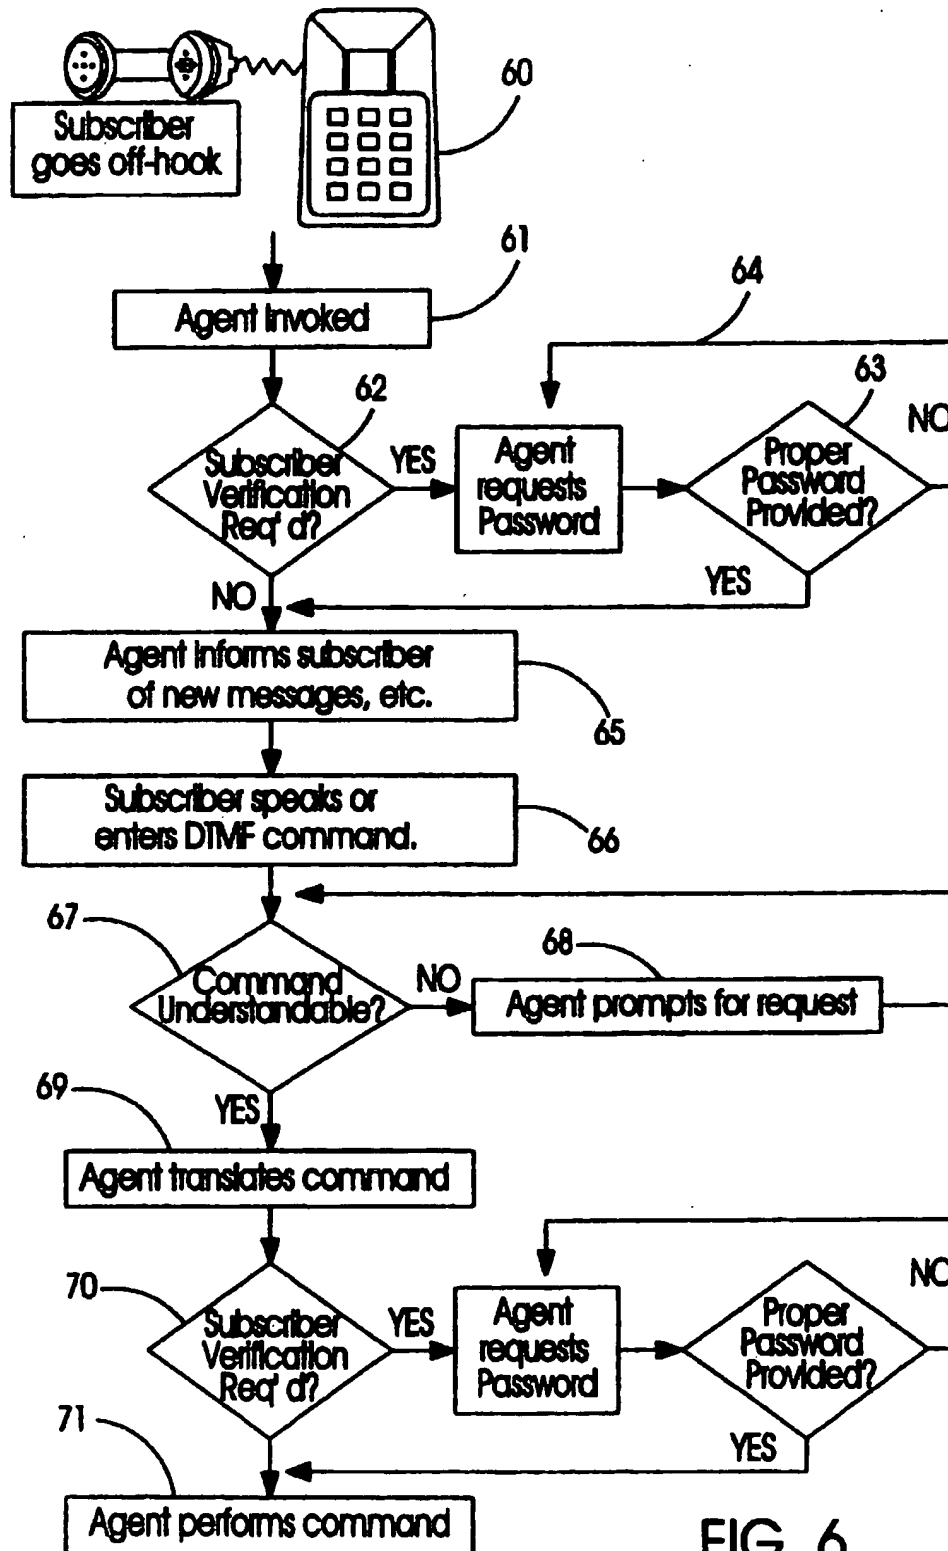 Subscriber
goes off-hook
60
61
Agent Invoked
64
62
63
NO
Subscriber
Verification
Req'd?
YES
Agent
requests
Password
Proper
Password
Provided?
NO
YES
Agent Informs subscriber
of new messages, etc.
65
Subscriber speaks or
enters DTMF command.
66
67
Command
Understandable?
NO
68
Agent prompts for request
69
YES
Agent translates command
70
Subscriber
Verification
Req'd?
YES
Agent
requests
Password
Proper
Password
Provided?
NO
71
YES
Agent performs command
FIG. 6